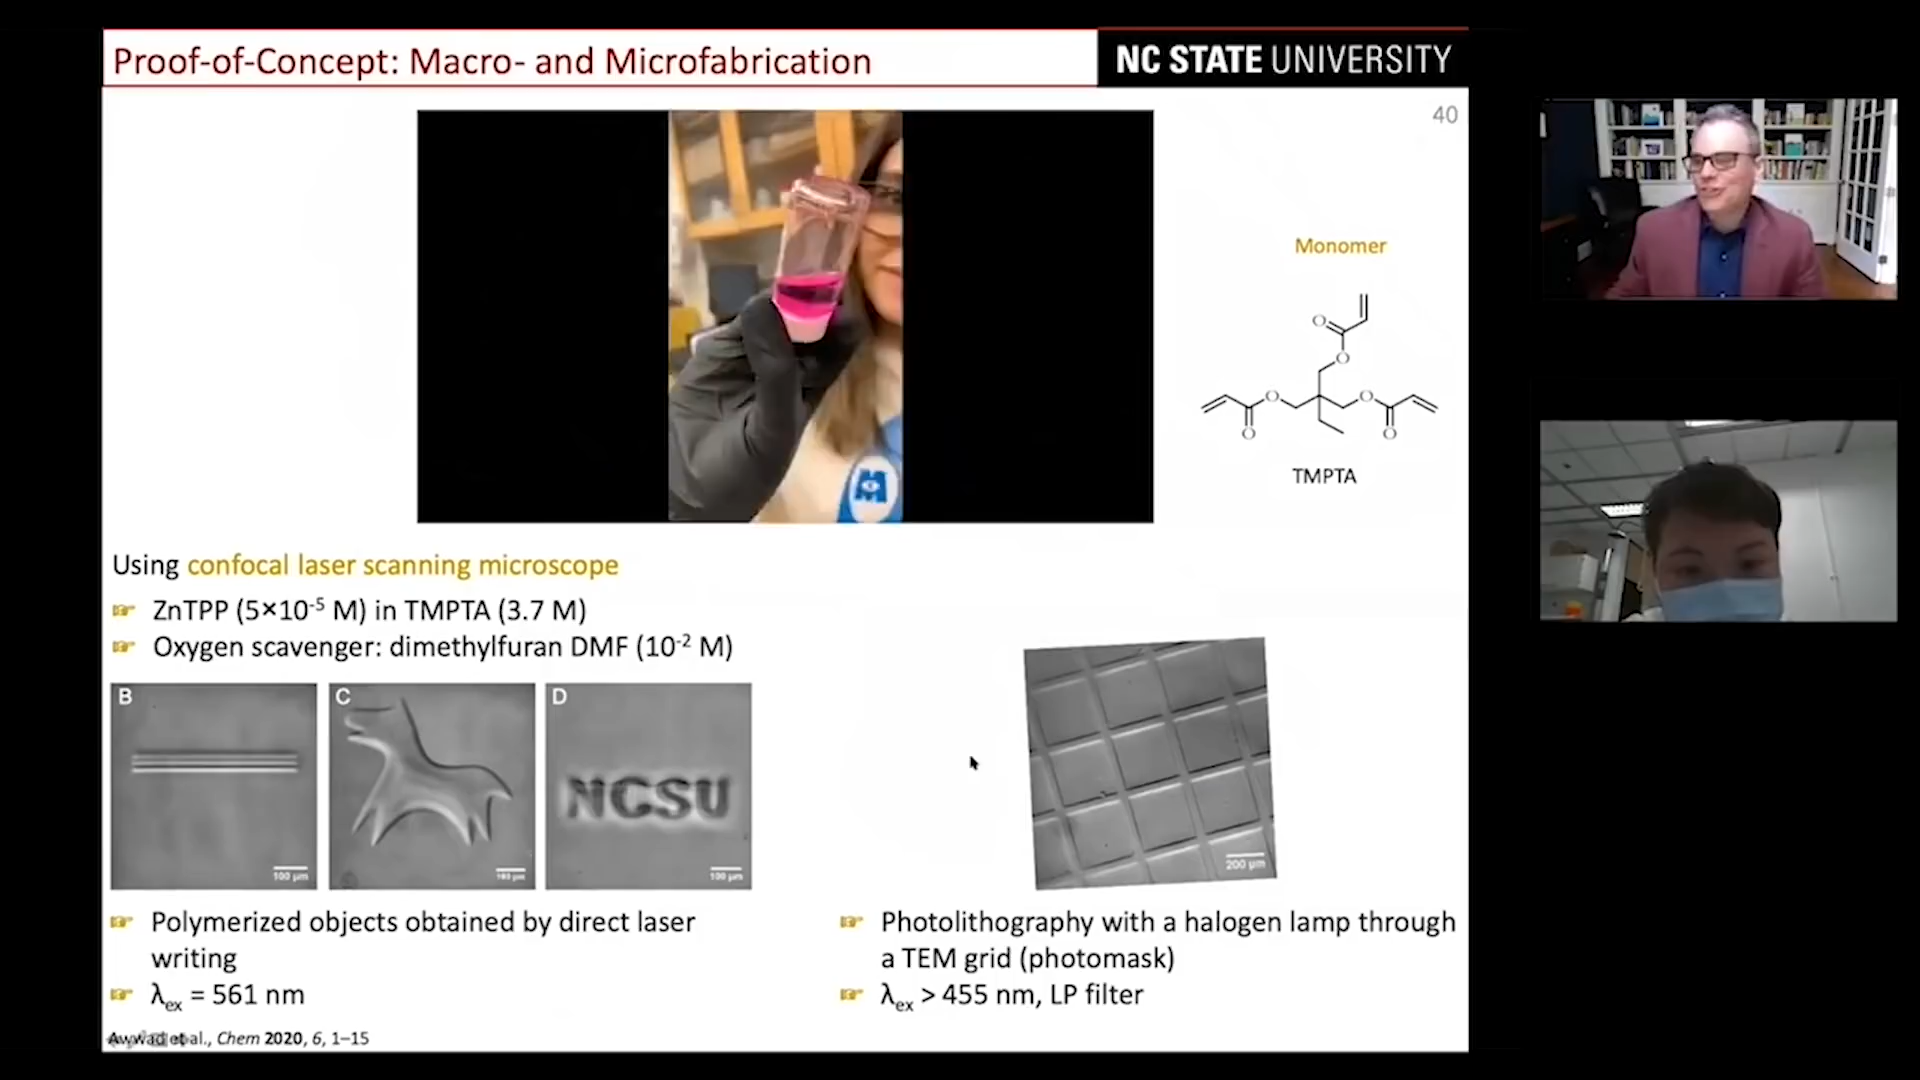 Proof-of-Concept: Macro- and Microfabrication
NC STATE UNIVERSITY
40
Monomer
O
O
O
O
O
O
TMPTA
Using confocal laser scanning microscope
☞ ZnTPP (5×10⁻⁵ M) in TMPTA (3.7 M)
☞ Oxygen scavenger: dimethylfuran DMF (10⁻² M)
B
100 μm
C
100 μm
D
NCSU
100 μm
200 μm
☞ Polymerized objects obtained by direct laser
writing
☞ λex = 561 nm
☞ Photolithography with a halogen lamp through
a TEM grid (photomask)
☞ λex > 455 nm, LP filter
Awwad et al., Chem 2020, 6, 1–15